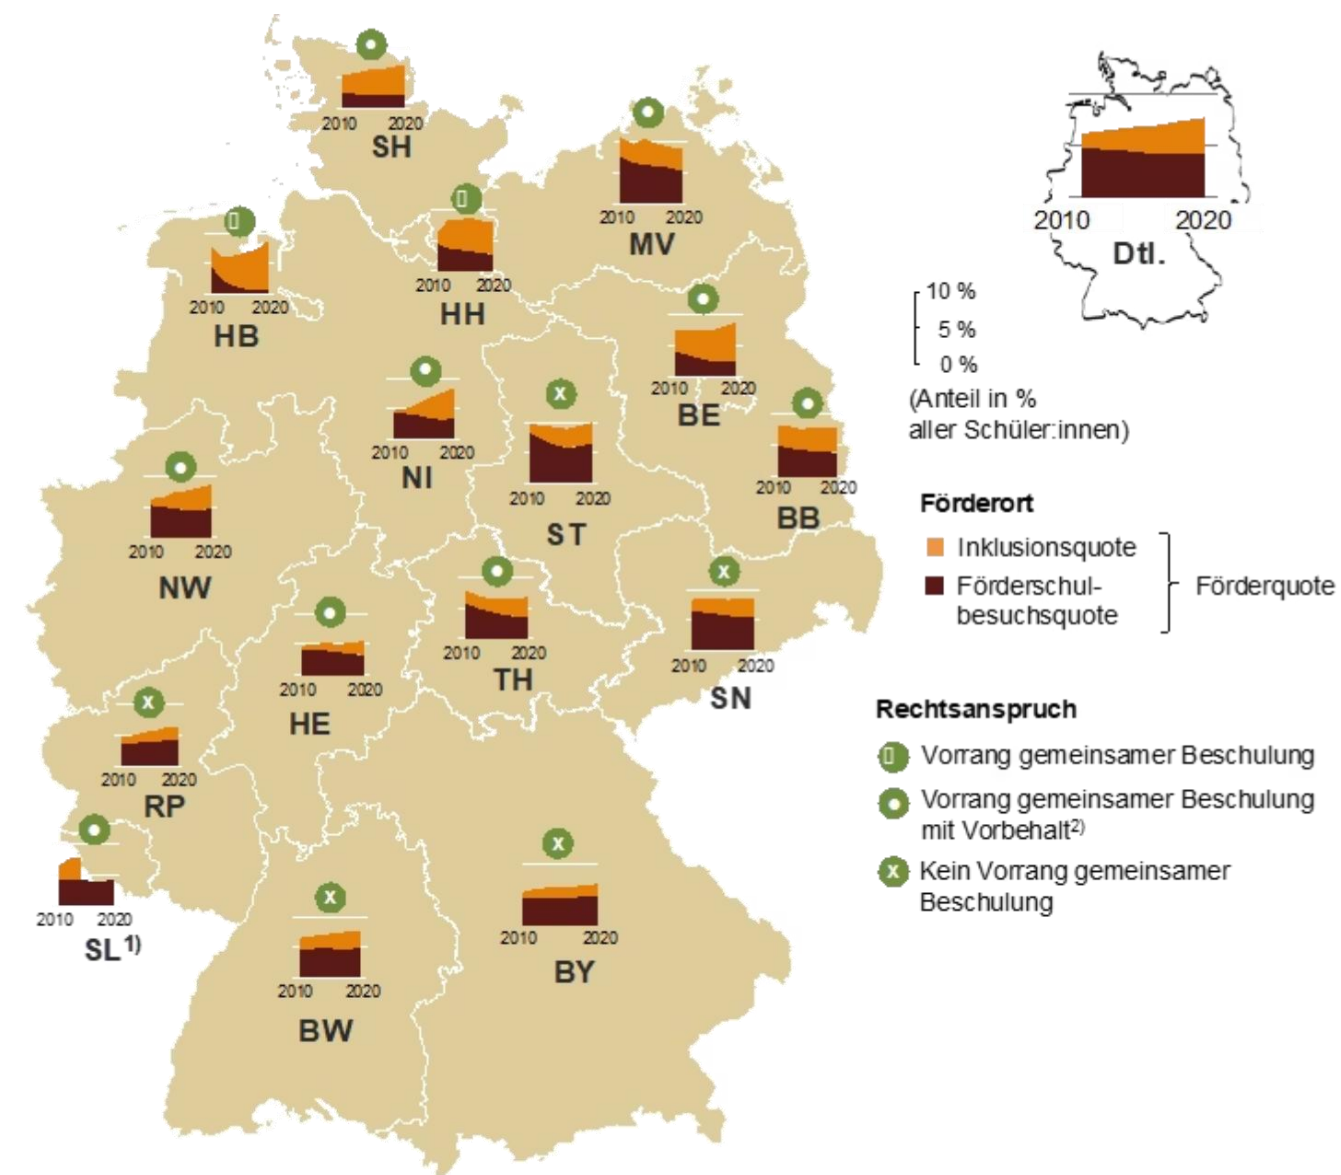 2010 2020
SH
2010 2020
MV
2010 2020
Dtl.
2010 2020
HB
2010 2020
HH
10 %
5 %
0 %
(Anteil in %
aller Schüler:innen)
2010 2020
BE
x
2010 2020
NI
2010 2020
ST
2010 2020
BB
Förderort
Inklusionsquote
Förderschul-
besuchsquote
Förderquote
2010 2020
NW
2010 2020
TH
x
2010 2020
SN
2010 2020
HE
x
2010 2020
RP
Rechtsanspruch
Vorrang gemeinsamer Beschulung
Vorrang gemeinsamer Beschulung
mit Vorbehalt2)
x Kein Vorrang gemeinsamer
Beschulung
2010 2020
SL1)
x
2010 2020
BY
x
2010 2020
BW